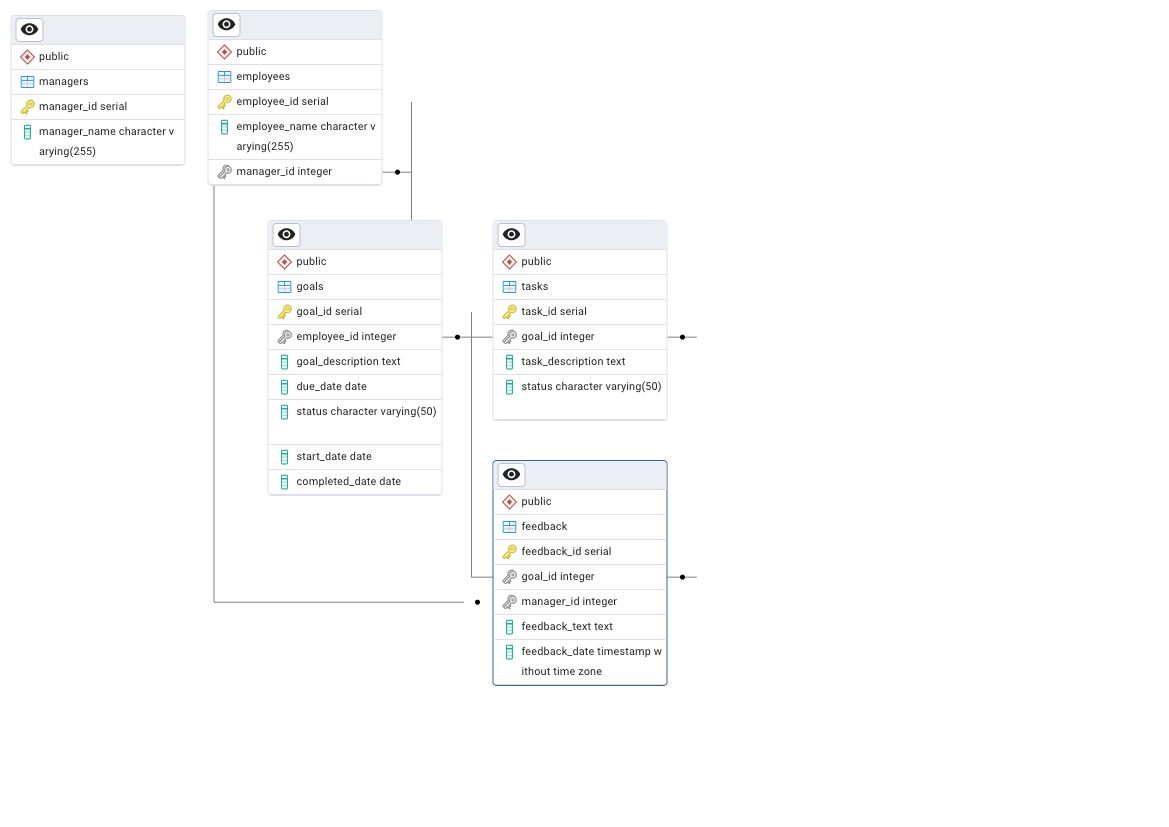 public
managers
manager_id serial
manager_name character v
arying(255)
public
employees
employee_id serial
employee_name character v
arying(255)
manager_id integer
public
goals
goal_id serial
employee_id integer
goal_description text
due_date date
status character varying(50)
start_date date
completed_date date
public
tasks
task_id serial
goal_id integer
task_description text
status character varying(50)
public
feedback
feedback_id serial
goal_id integer
manager_id integer
feedback_text text
feedback_date timestamp w
ithout time zone